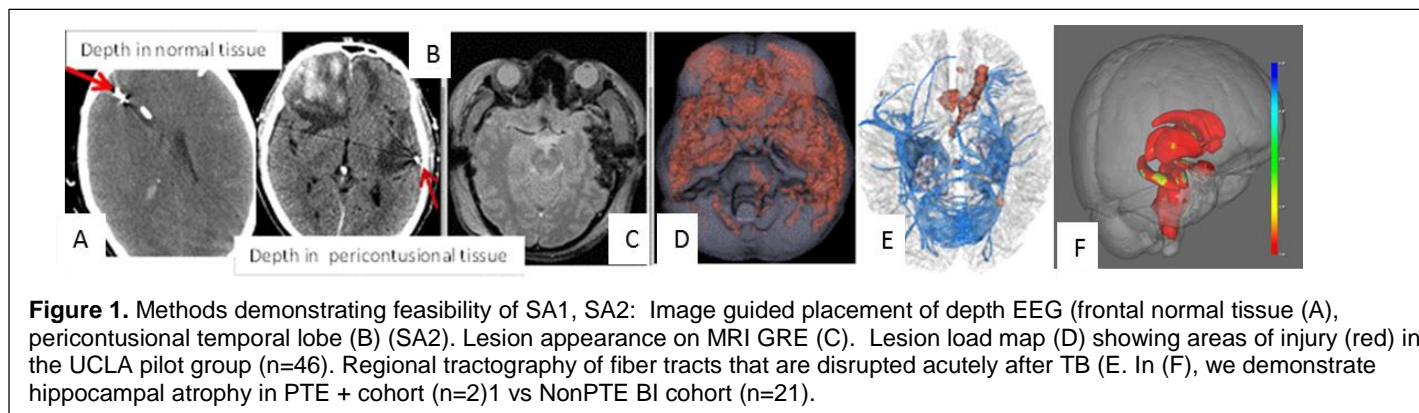 Depth in normal tissue
B
A
Depth in pericontusional tissue
C
D
E
F
Figure 1. Methods demonstrating feasibility of SA1, SA2: Image guided placement of depth EEG (frontal normal tissue (A),
pericontusional temporal lobe (B) (SA2). Lesion appearance on MRI GRE (C). Lesion load map (D) showing areas of injury (red) in
the UCLA pilot group (n=46). Regional tractography of fiber tracts that are disrupted acutely after TB (E. In (F), we demonstrate
hippocampal atrophy in PTE + cohort (n=2)1 vs NonPTE BI cohort (n=21).